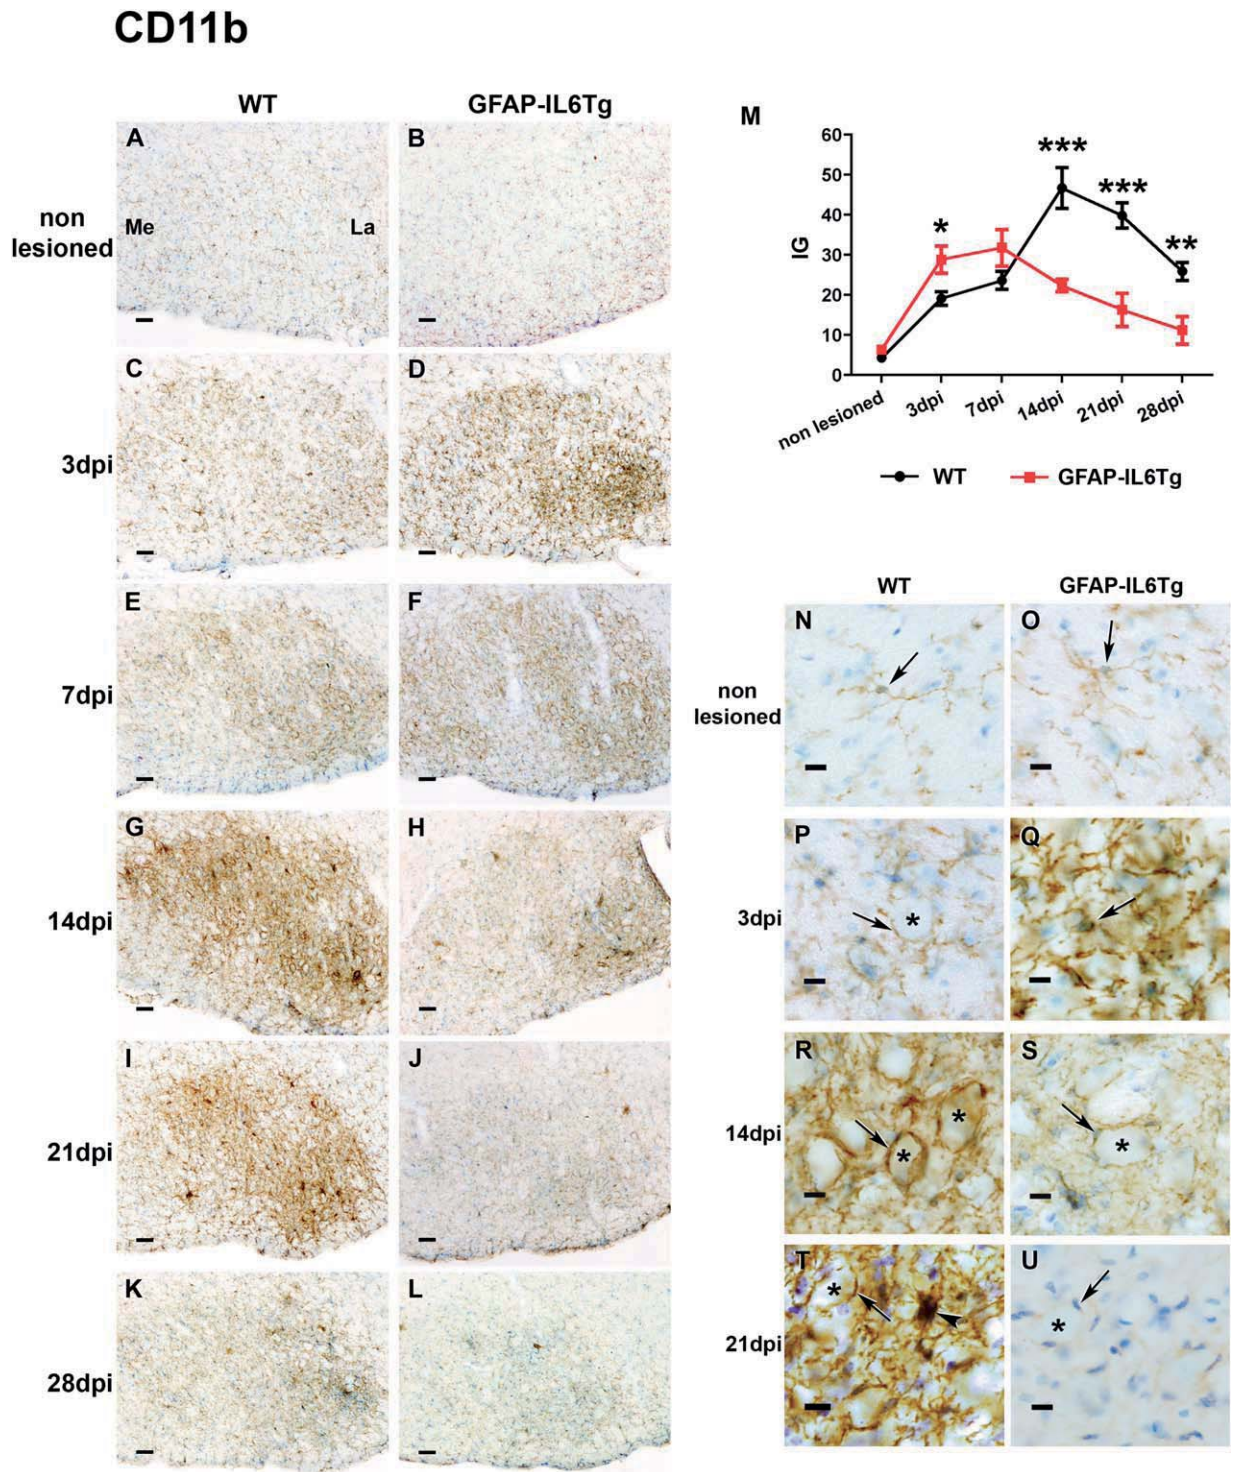 CD11b
WT
GFAP-IL6Tg
non
lesioned
A
Me
La
B
3dpi
C
D
7dpi
E
F
14dpi
G
H
21dpi
I
J
28dpi
K
L
M
60
50
40
30
20
10
0
IG
*
***
***
**
non lesioned
3dpi
7dpi
14dpi
21dpi
28dpi
WT
GFAP-IL6Tg
WT
GFAP-IL6Tg
non
lesioned
N
O
3dpi
P
*
Q
14dpi
R
*
*
S
*
21dpi
T
*
U
*